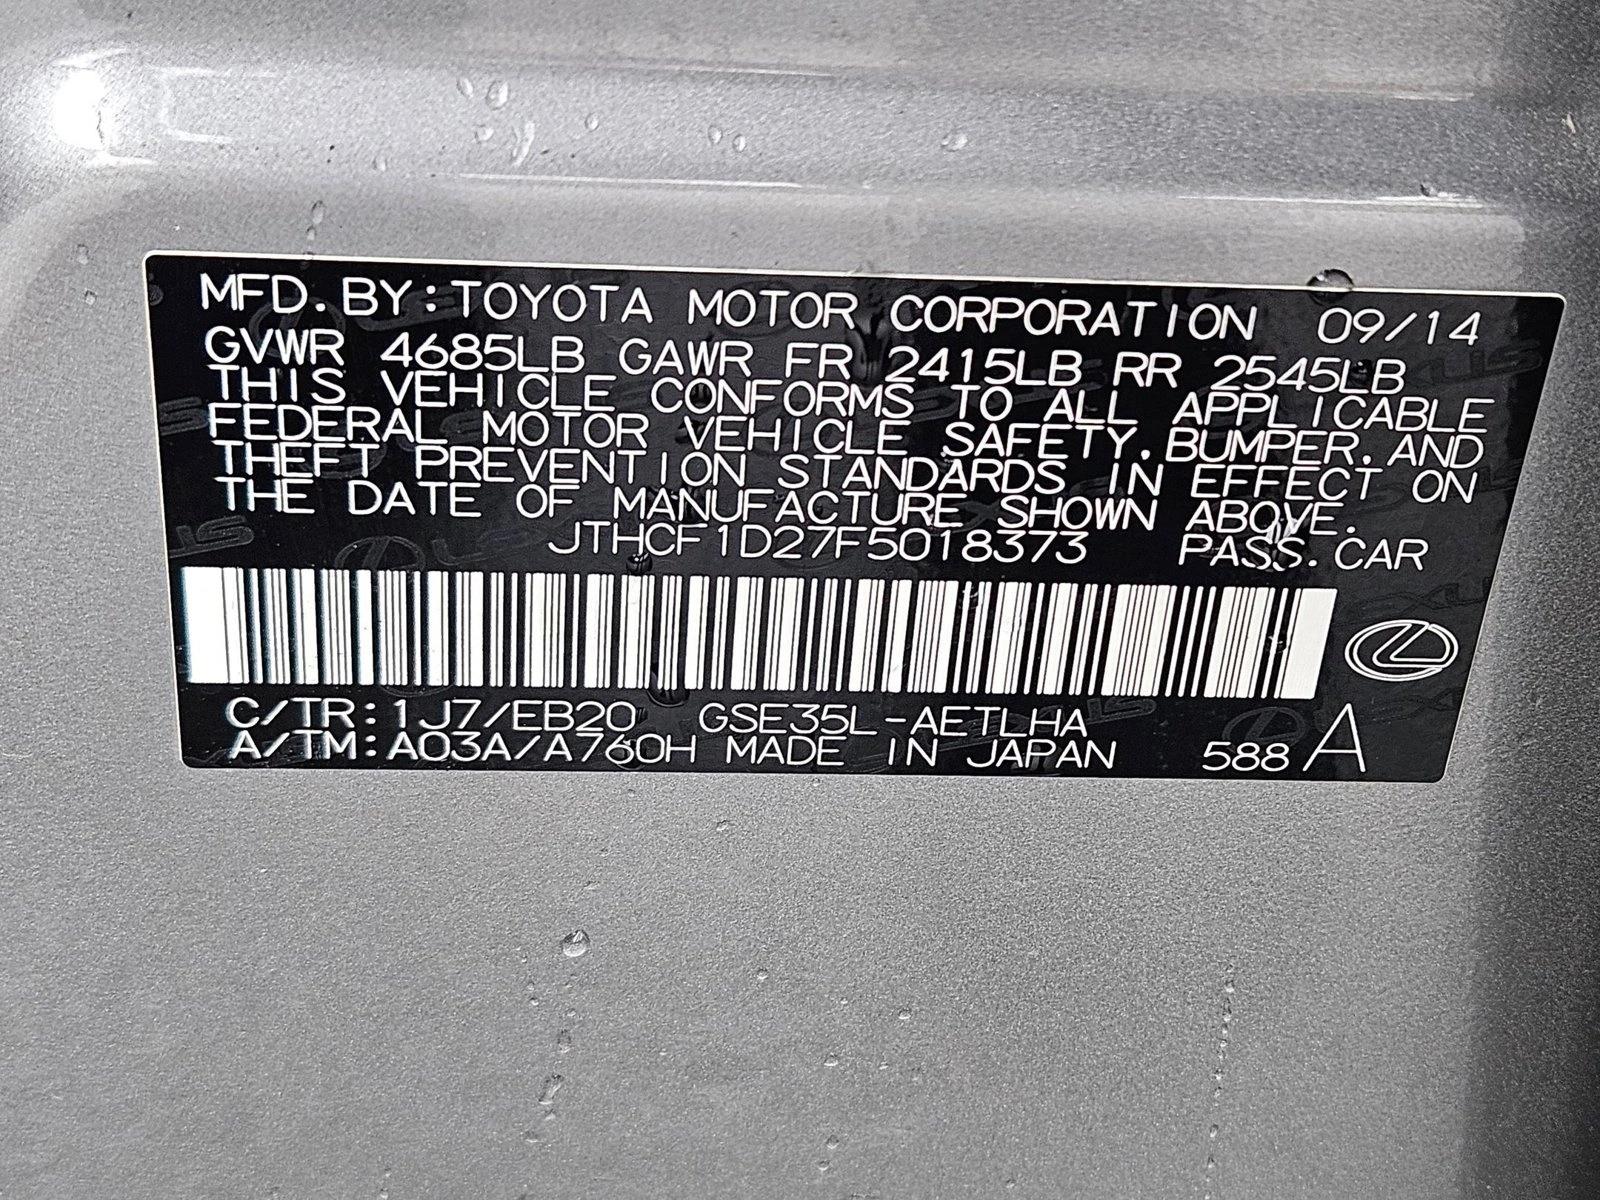 MFD. BY: TOYOTA MOTOR CORPORATION 09/14
GVWR 4685LB GAWR FR 2415LB RR 2545LB
THIS VEHICLE CONFORMS TO ALL APPLICABLE
FEDERAL MOTOR VEHICLE SAFETY, BUMPER, AND
THEFT PREVENTION STANDARDS IN EFFECT ON
THE DATE OF MANUFACTURE SHOWN ABOVE.
JTHCF1D27F5018373 PASS. CAR
C/TR: 1J7/EB20 GSE35L-AETLHA
A/TM: A03A/A760H MADE IN JAPAN 588 A